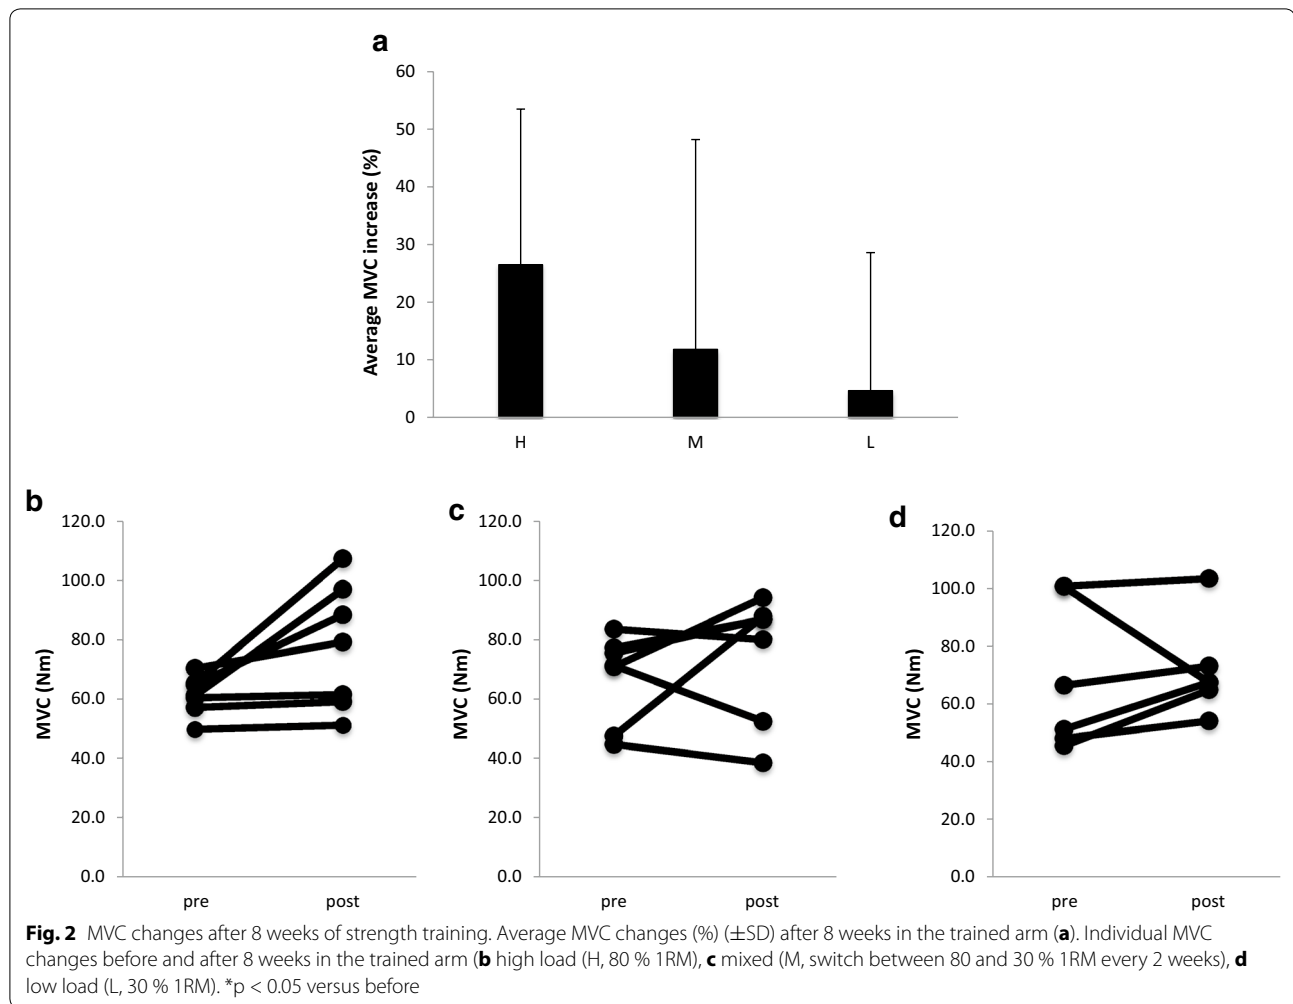 a
60
50
40
30
20
10
0
Average MVC increase (%)
H M L
b
120.0
100.0
80.0
60.0
40.0
20.0
0.0
MVC (Nm)
pre post
c
120.0
100.0
80.0
60.0
40.0
20.0
0.0
MVC (Nm)
pre post
d
120.0
100.0
80.0
60.0
40.0
20.0
0.0
MVC (Nm)
pre post
Fig. 2 MVC changes after 8 weeks of strength training. Average MVC changes (%) (±SD) after 8 weeks in the trained arm (a). Individual MVC
changes before and after 8 weeks in the trained arm (b high load (H, 80 % 1RM), c mixed (M, switch between 80 and 30 % 1RM every 2 weeks), d
low load (L, 30 % 1RM). *p < 0.05 versus before